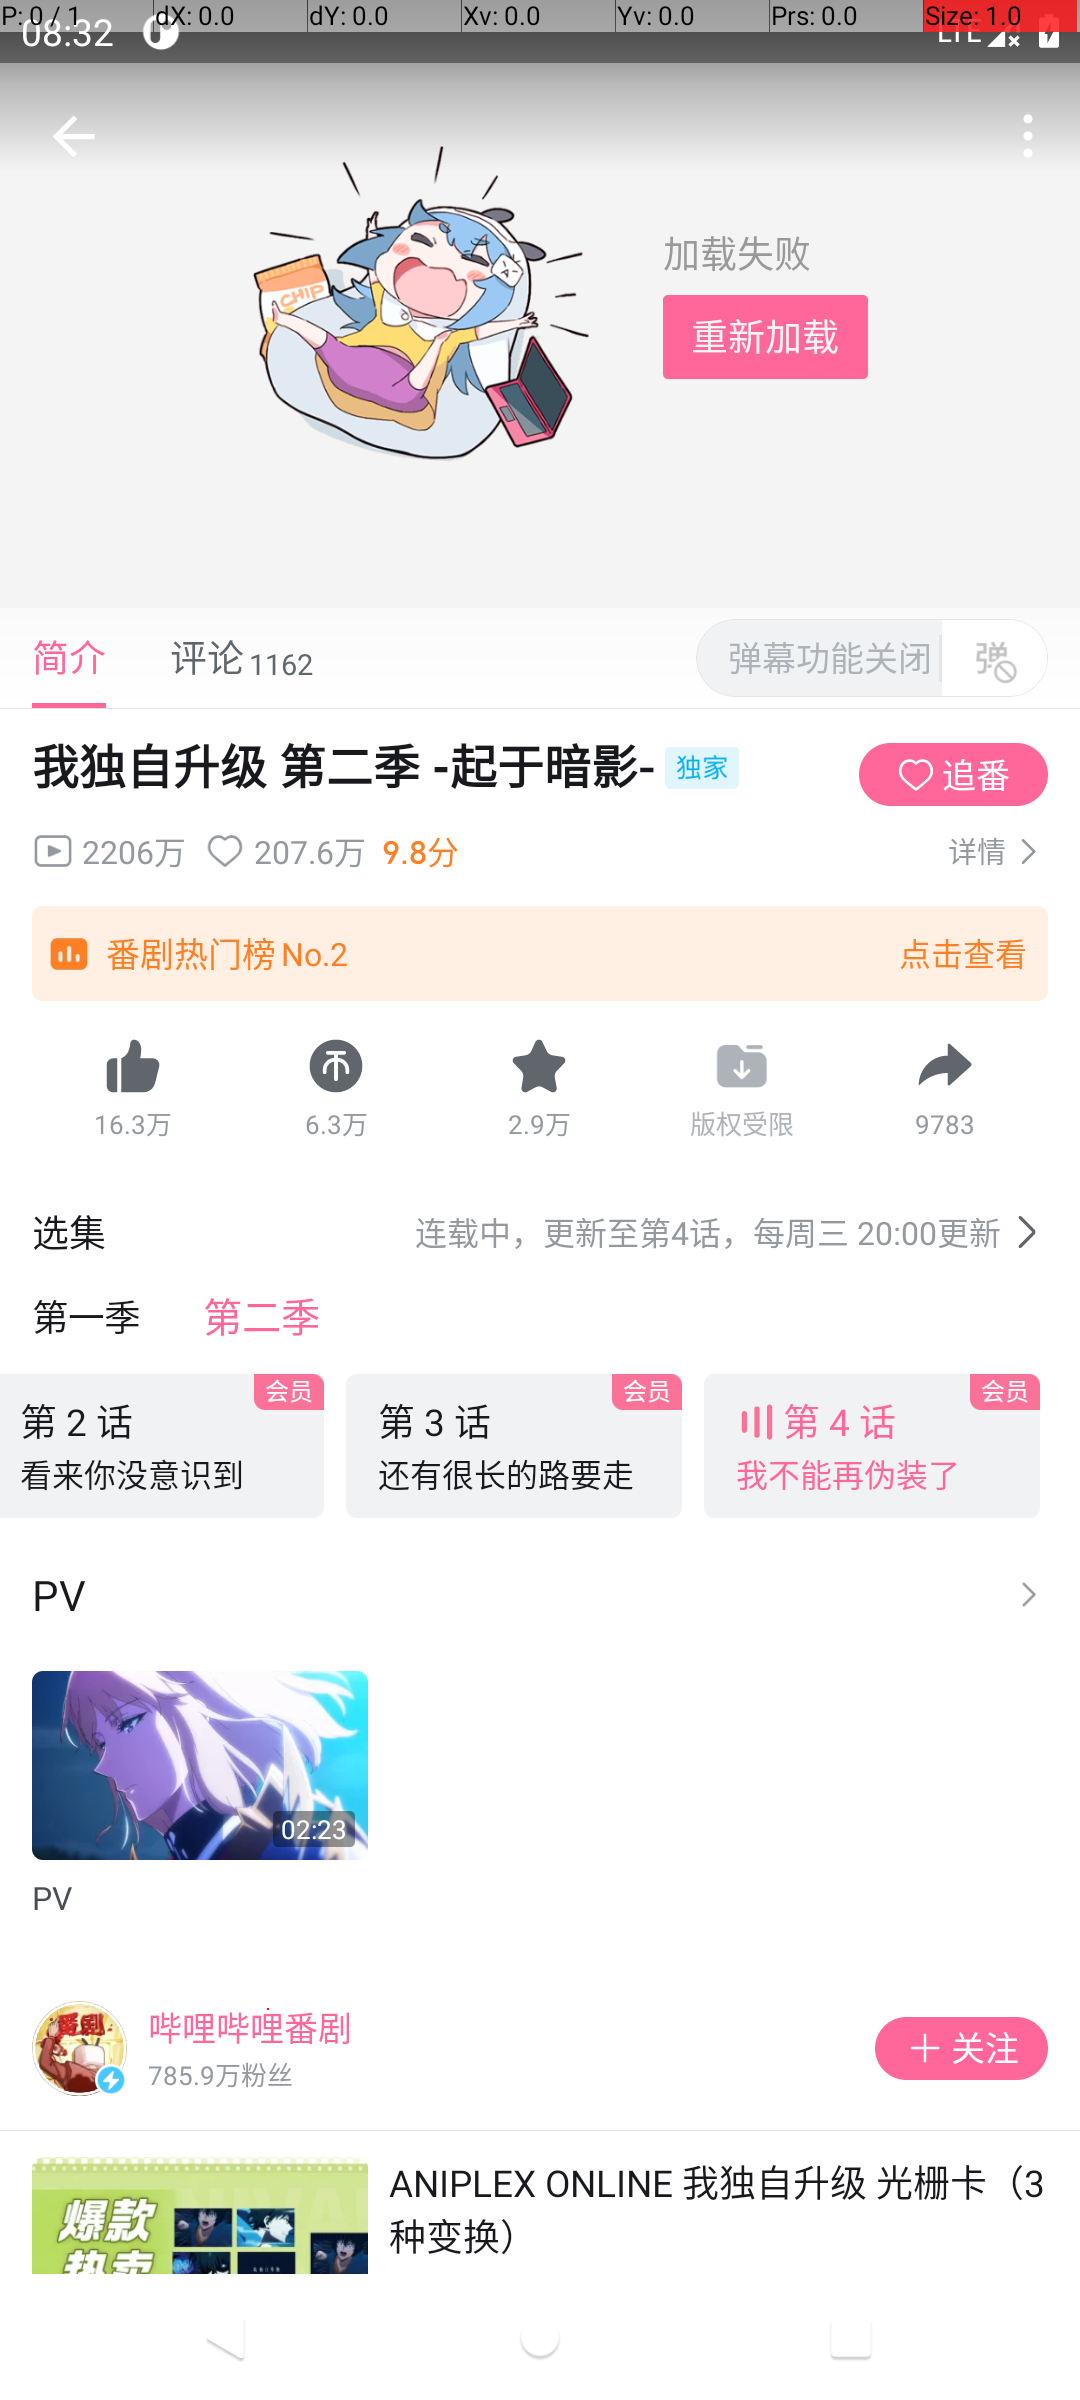 P: 0 / 1
dX: 0.0
dY: 0.0
Xv: 0.0
Yv: 0.0
Prs: 0.0
Size: 1.0
08:32
LTE
CHIP
加载失败
重新加载
简介
评论 1162
弹幕功能关闭
弹
我独自升级 第二季 -起于暗影-
独家
追番
2206万
207.6万
9.8分
详情
番剧热门榜 No.2
点击查看
16.3万
6.3万
2.9万
版权受限
9783
选集
连载中，更新至第4话，每周三 20:00更新
第一季
第二季
会员
第 2 话
看来你没意识到
会员
第 3 话
还有很长的路要走
会员
第 4 话
我不能再伪装了
PV
02:23
PV
番剧
哔哩哔哩番剧
785.9万粉丝
关注
爆款
热卖
ANIPLEX ONLINE 我独自升级 光栅卡（3
种变换）